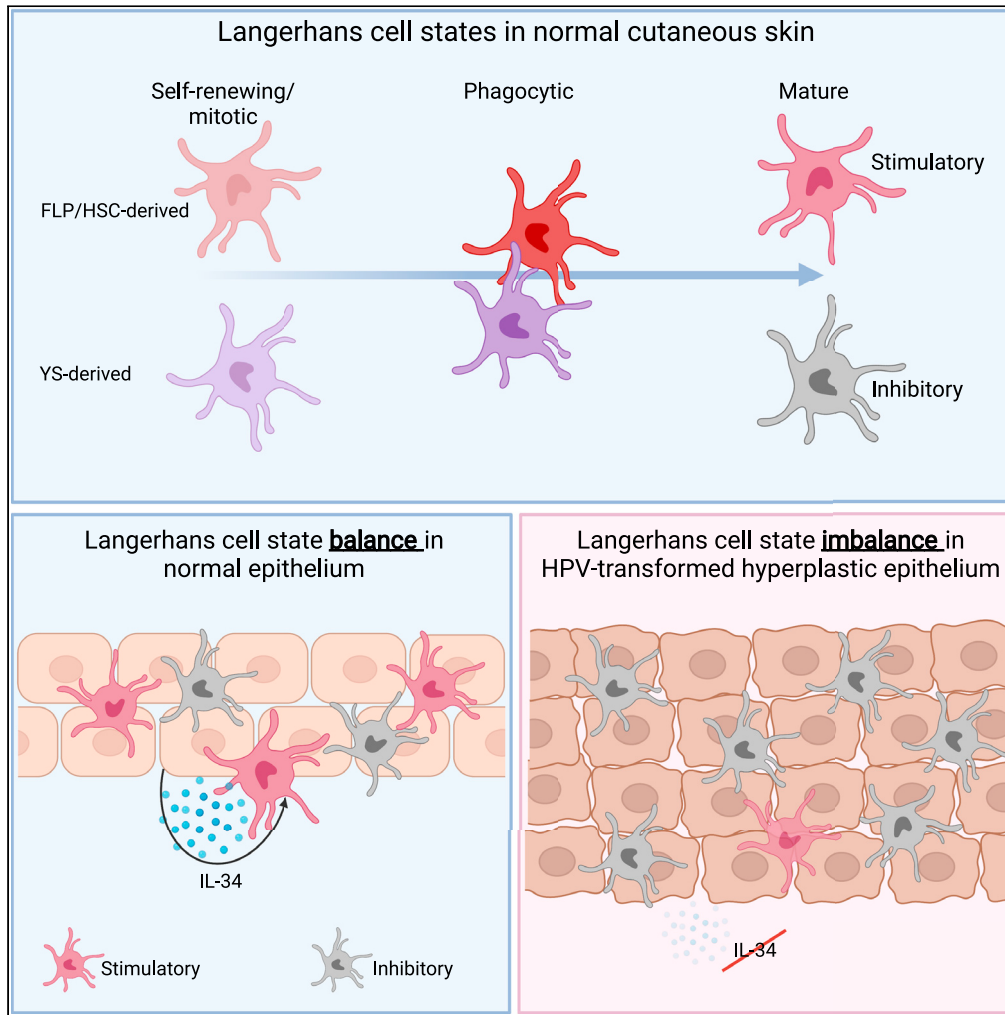 Langerhans cell states in normal cutaneous skin
Self-renewing/
mitotic
Phagocytic
Mature
Stimulatory
FLP/HSC-derived
YS-derived
Inhibitory
Langerhans cell state balance in
normal epithelium
IL-34
Stimulatory
Inhibitory
Langerhans cell state imbalance in
HPV-transformed hyperplastic epithelium
IL-34